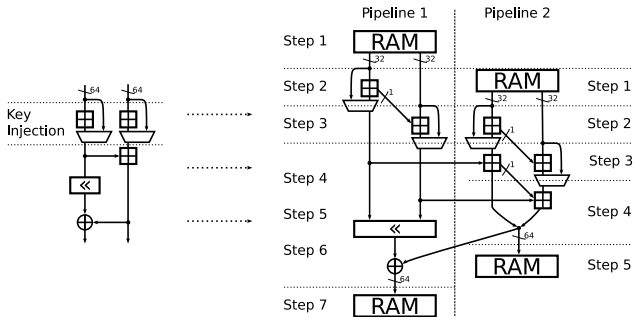 Pipeline 1 Pipeline 2
Step 1 RAM
32 32
Step 2 RAM Step 1
64 64 1 32 32
Key Injection
Step 3 1 Step 2
Step 4 1 Step 3
«
Step 5 « Step 4
Step 6 64
64 RAM Step 5
Step 7 RAM